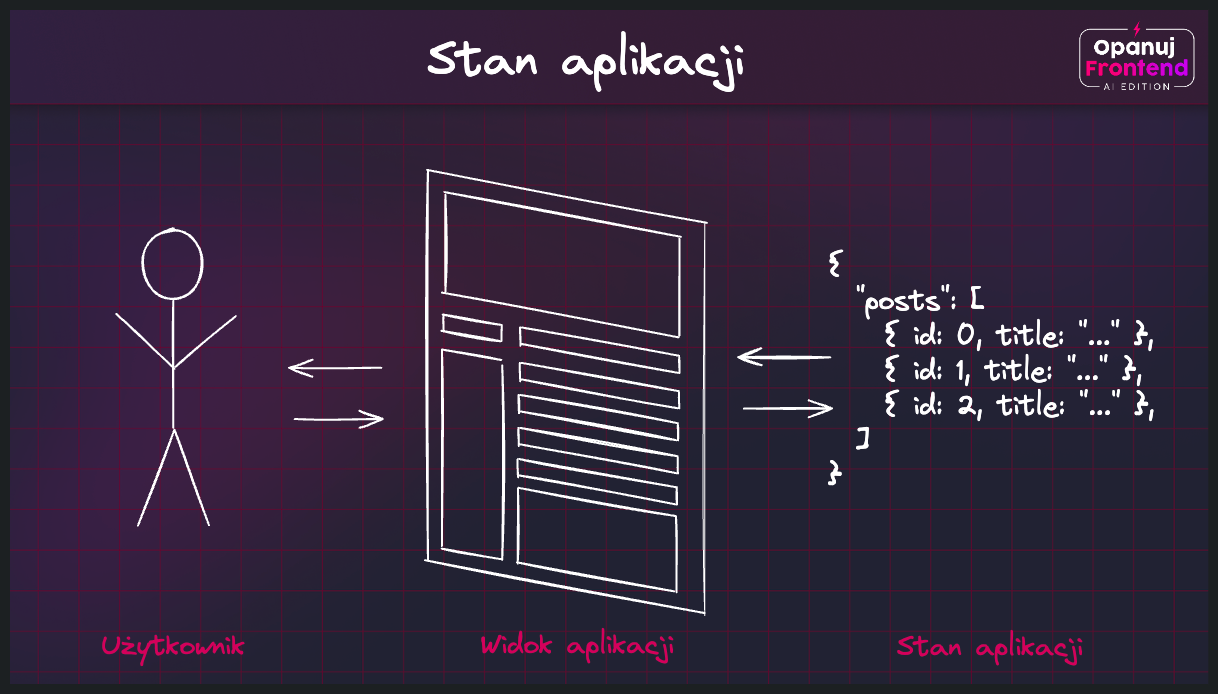 Stan aplikacji
Opanuj
Frontend
AI EDITION
{
"posts": [
{ id: 0, title: "..." },
{ id: 1, title: "..." },
{ id: 2, title: "..." },
]
}
Użytkownik
Widok aplikacji
Stan aplikacji